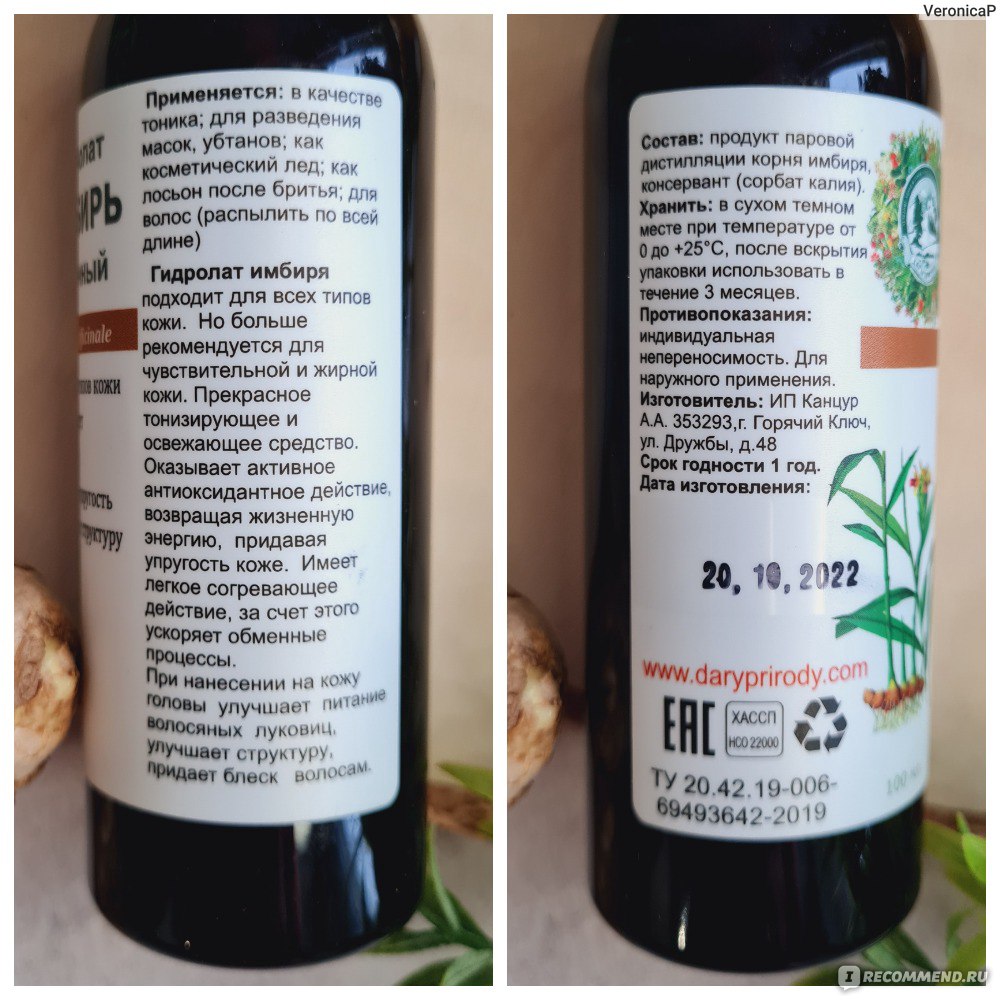 VeronicaP
Применяется: в качестве
тоника; для разведения
масок, убтанов; как
косметический лед; как
лосьон после бритья; для
волос (распылить по всей
длине)
Гидролат имбиря
подходит для всех типов
кожи. Но больше
рекомендуется для
чувствительной и жирной
кожи. Прекрасное
тонизирующее и
освежающее средство.
Оказывает активное
антиоксидантное действие,
возвращая жизненную
энергию, придавая
упругость коже. Имеет
легкое согревающее
действие, за счет этого
ускоряет обменные
процессы.
При нанесении на кожу
головы улучшает питание
волосяных луковиц,
улучшает структуру,
придает блеск волосам.
кожи
Состав: продукт паровой
дистилляции корня имбиря,
консервант (сорбат калия).
Хранить: в сухом темном
месте при температуре от
0 до +25°С, после вскрытия
упаковки использовать в
течение 3 месяцев.
Противопоказания:
индивидуальная
непереносимость. Для
наружного применения.
Изготовитель: ИП Канцур
А.А. 353293,г. Горячий Ключ,
ул. Дружбы, д.48
Срок годности 1 год.
Дата изготовления:
20, 10, 2022
www.daryprirody.com
EAC
ХАССП
ИСО 22000
100
ТУ 20.42.19-006-
69493642-2019
I RECOMMEND.RU